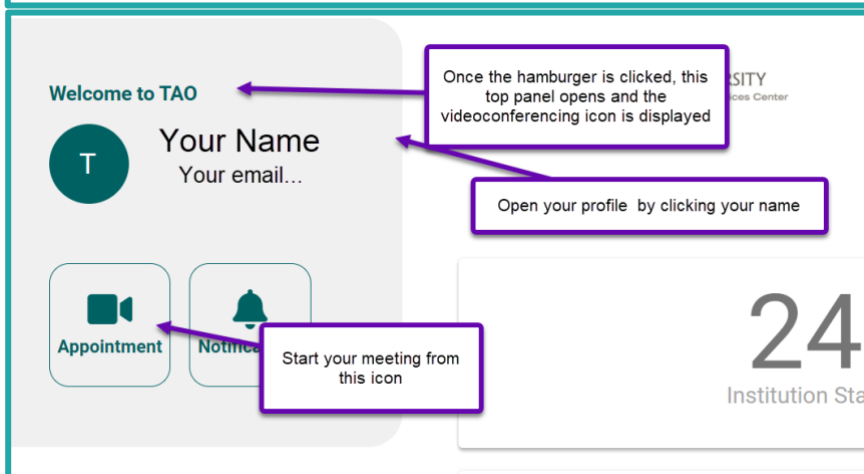 Welcome to TAO
T
Your Name
Your email...
Once the hamburger is clicked, this
top panel opens and the
videoconferencing icon is displayed
Open your profile by clicking your name
Appointment
Start your meeting from
this icon
24
Institution
Center